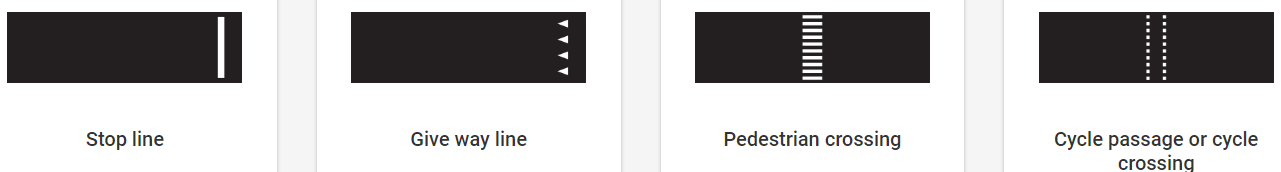 Stop line
Give way line
Pedestrian crossing
Cycle passage or cycle
crossing